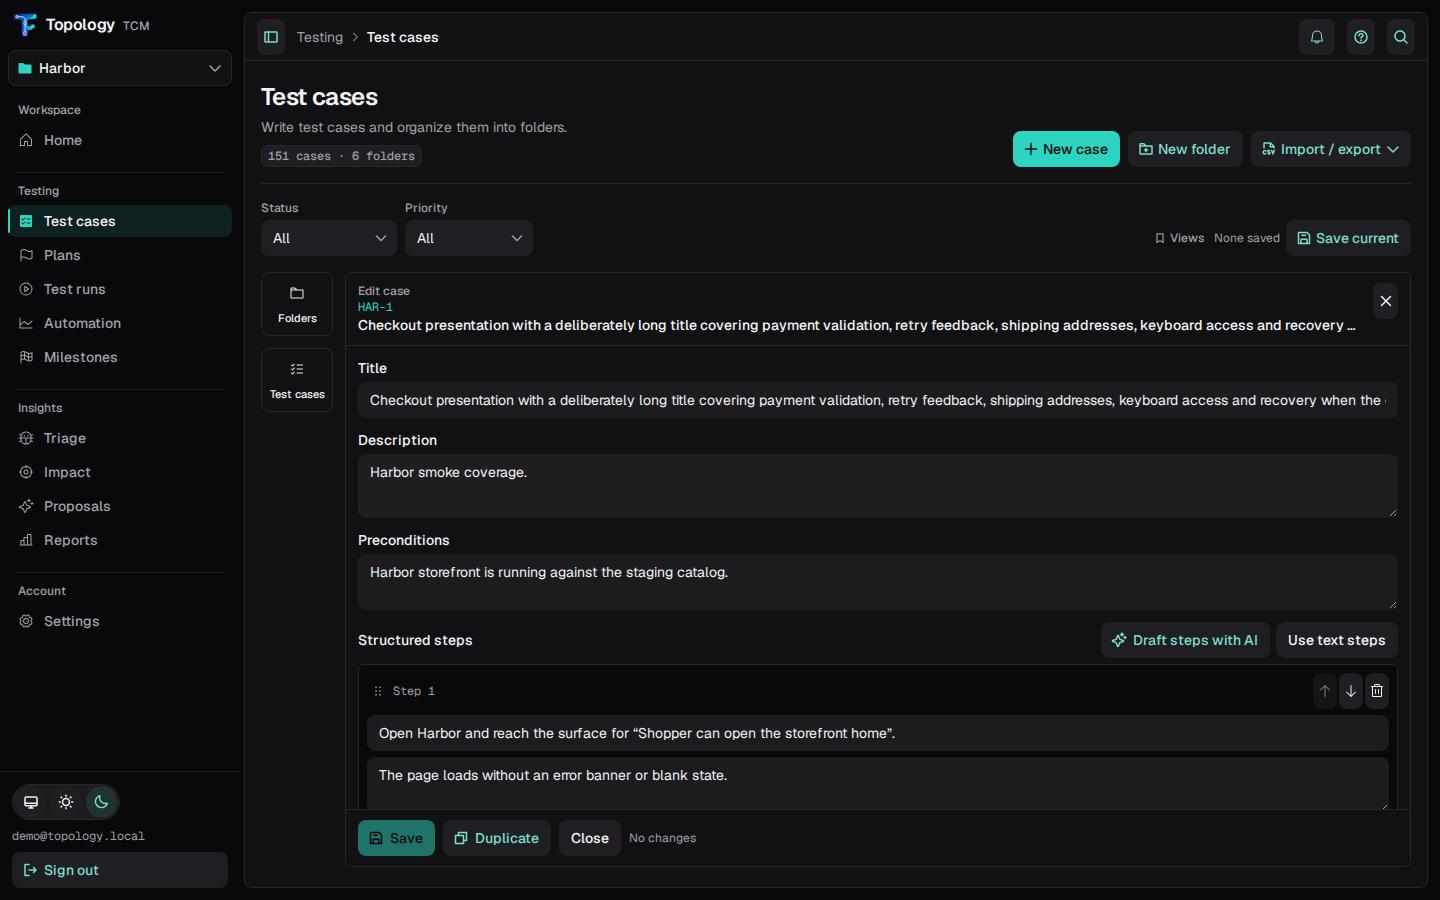 Topology TCM
Harbor
Workspace
Home
Testing
Test cases
Plans
Test runs
Automation
Milestones
Insights
Triage
Impact
Proposals
Reports
Account
Settings
demo@topology.local
Sign out
Testing > Test cases
Test cases
Write test cases and organize them into folders.
151 cases · 6 folders
New case
New folder
CSV Import / export
Status
Priority
All
All
Views None saved
Save current
Folders
Test cases
Edit case
HAR-1
Checkout presentation with a deliberately long title covering payment validation, retry feedback, shipping addresses, keyboard access and recovery ...
Title
Checkout presentation with a deliberately long title covering payment validation, retry feedback, shipping addresses, keyboard access and recovery when the
Description
Harbor smoke coverage.
Preconditions
Harbor storefront is running against the staging catalog.
Structured steps
Draft steps with AI
Use text steps
Step 1
Open Harbor and reach the surface for “Shopper can open the storefront home”.
The page loads without an error banner or blank state.
Save
Duplicate
Close
No changes